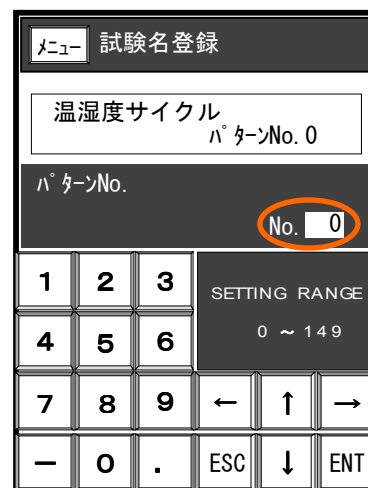 ﾒﾆｭｰ 試験名登録
温湿度サイクル
ﾊﾟﾀｰﾝNo. 0
ﾊﾟﾀｰﾝNo.
No. 0
1 2 3
SETTING RANGE
4 5 6
0 ~ 149
7 8 9 ← ↑ →
− 0 . ESC ↓ ENT